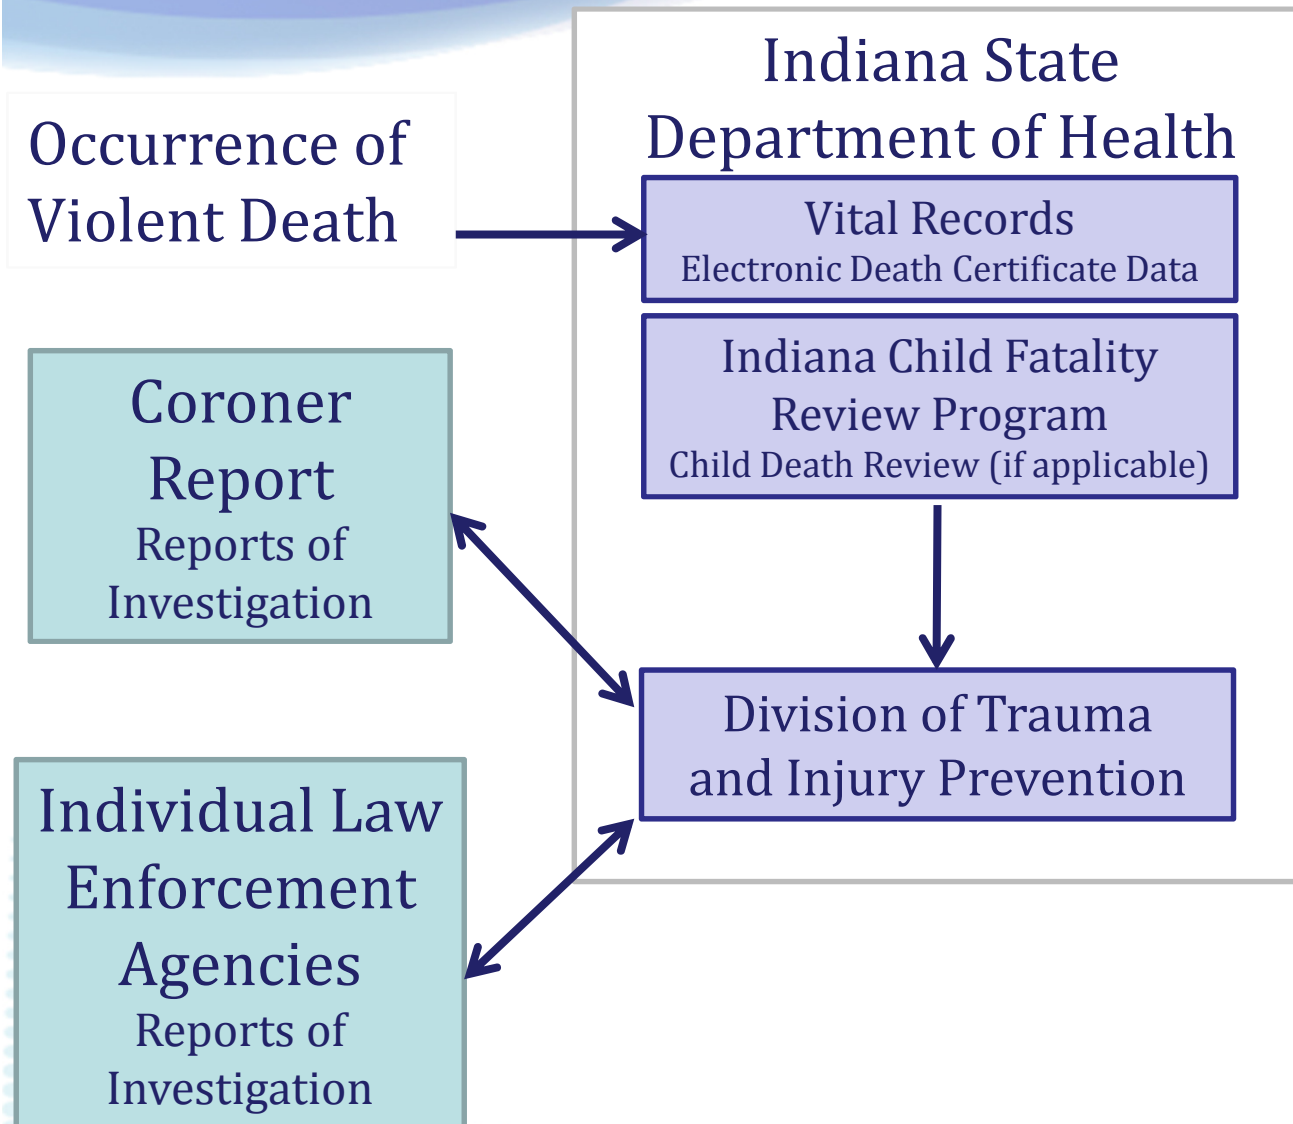 Indiana State
Department of Health
Occurrence of
Violent Death
Vital Records
Electronic Death Certificate Data
Indiana Child Fatality
Review Program
Child Death Review (if applicable)
Coroner
Report
Reports of
Investigation
Division of Trauma
and Injury Prevention
Individual Law
Enforcement
Agencies
Reports of
Investigation